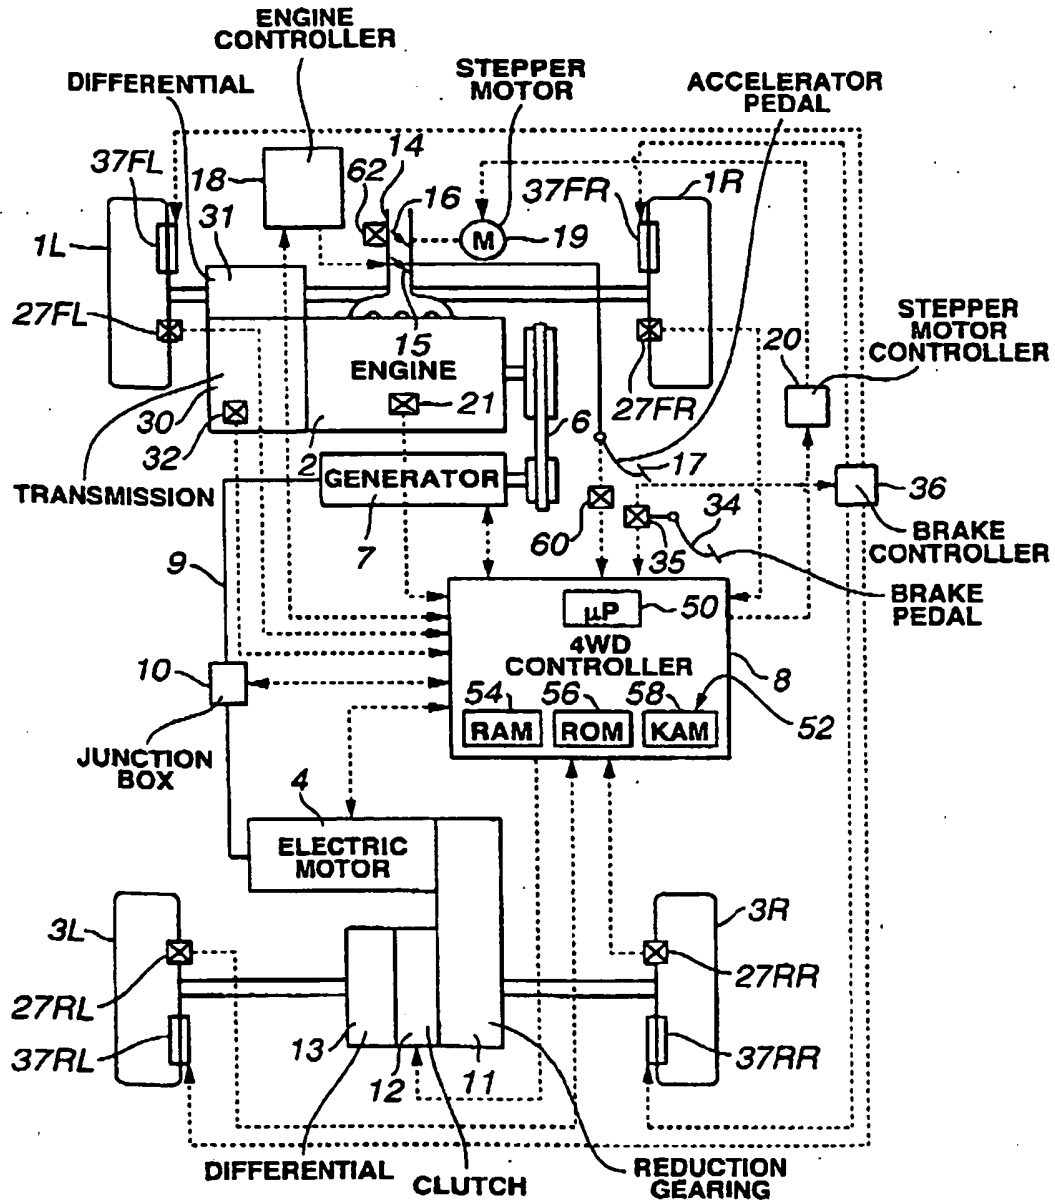 ENGINE
CONTROLLER
DIFFERENTIAL
STEPPER
MOTOR
ACCELERATOR
PEDAL
37FL
18
62
14
16
37FR
1R
31
M
19
1L
27FL
15
ENGINE
STEPPER
MOTOR
CONTROLLER
20
30
32
21
2
6
27FR
17
TRANSMISSION
GENERATOR
7
60
35
34
36
BRAKE
CONTROLLER
9
BRAKE
PEDAL
µP
50
4WD
CONTROLLER
8
10
54
56
58
52
RAM
ROM
KAM
JUNCTION
BOX
4
ELECTRIC
MOTOR
3L
3R
27RL
27RR
37RL
13
12
11
37RR
DIFFERENTIAL
CLUTCH
REDUCTION
GEARING